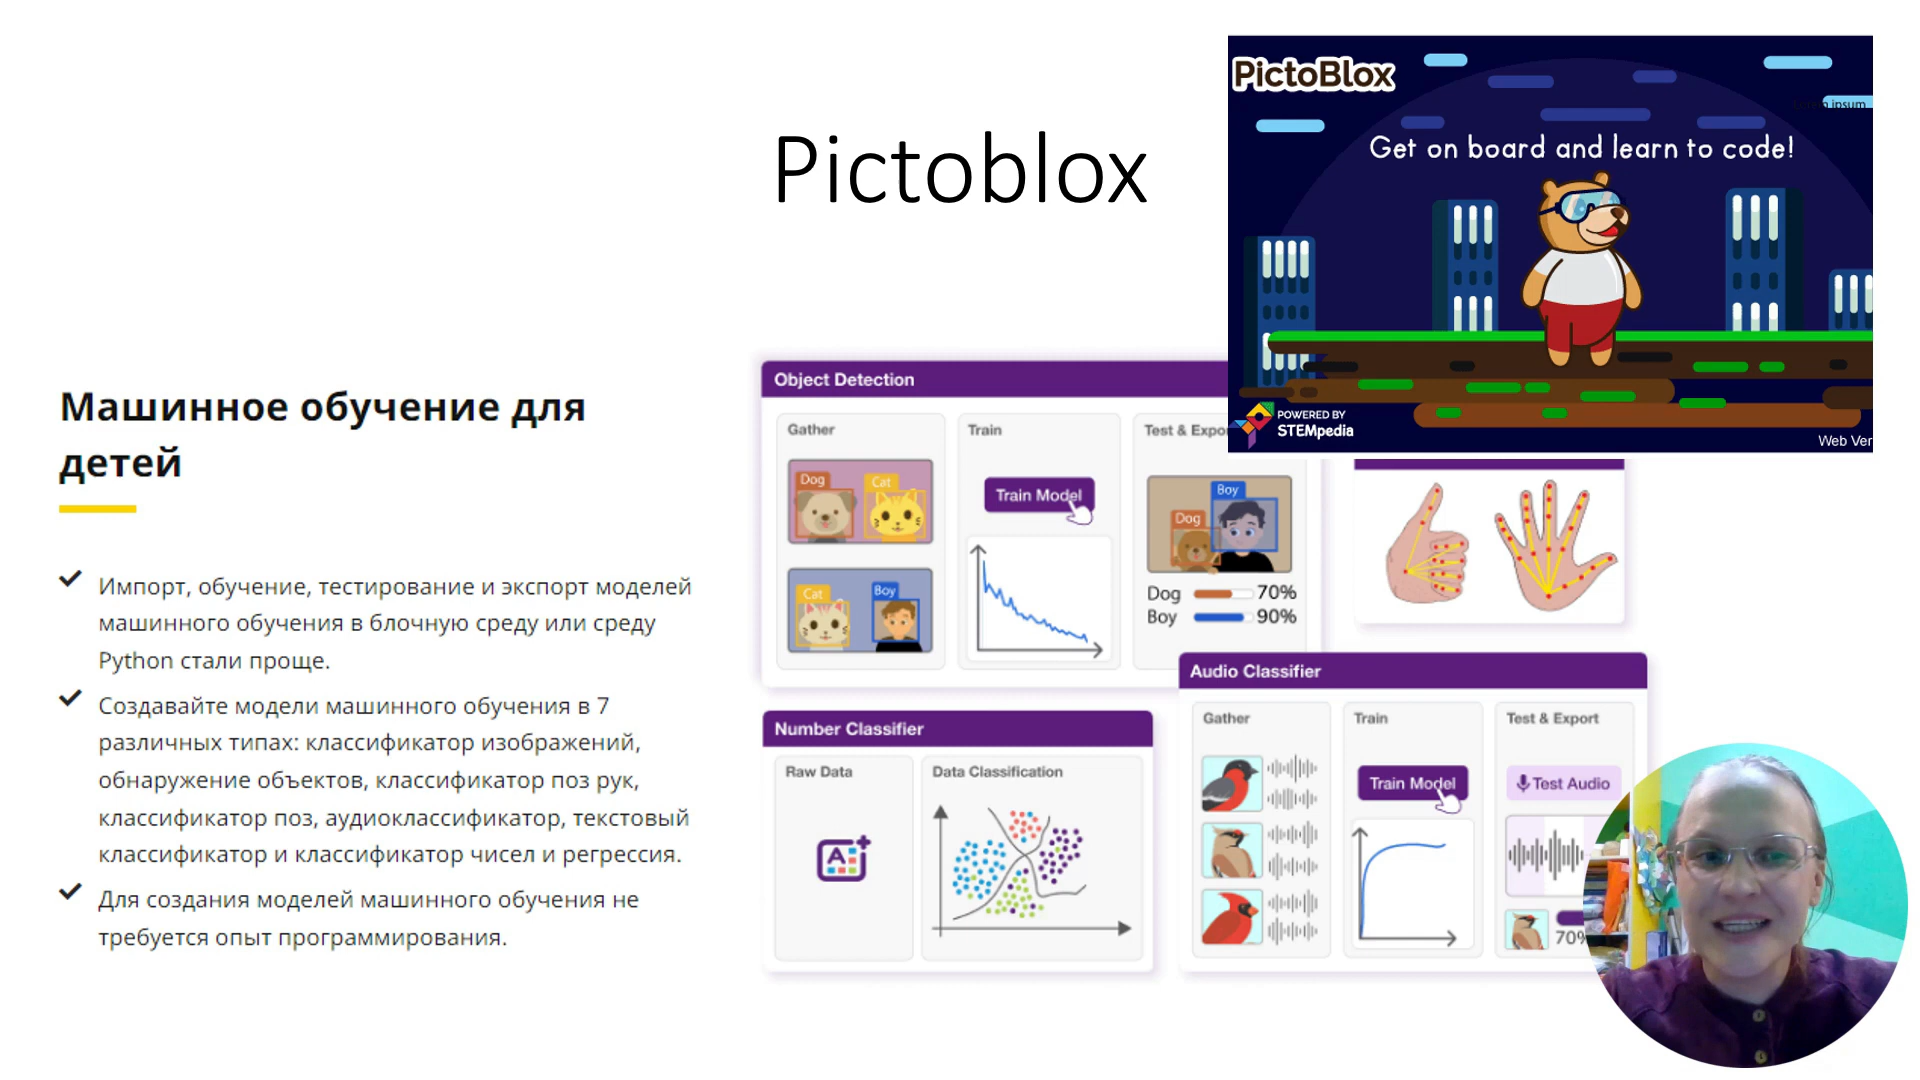 Pictoblox
PictoBlox
Get on board and learn to code!
POWERED BY
STEMpedia
Web Ver
Машинное обучение для
детей
Импорт, обучение, тестирование и экспорт моделей
машинного обучения в блочную среду или среду
Python стали проще.
Создавайте модели машинного обучения в 7
различных типах: классификатор изображений,
обнаружение объектов, классификатор поз рук,
классификатор поз, аудиоклассификатор, текстовый
классификатор и классификатор чисел и регрессия.
Для создания моделей машинного обучения не
требуется опыт программирования.
Object Detection
Gather
Dog
Cat
Cat
Boy
Train
Train Model
Test & Expor
Boy
Dog
Dog 70%
Boy 90%
Number Classifier
Raw Data
A
Data Classification
Audio Classifier
Gather
Train
Train Model
Test & Export
Test Audio
70%